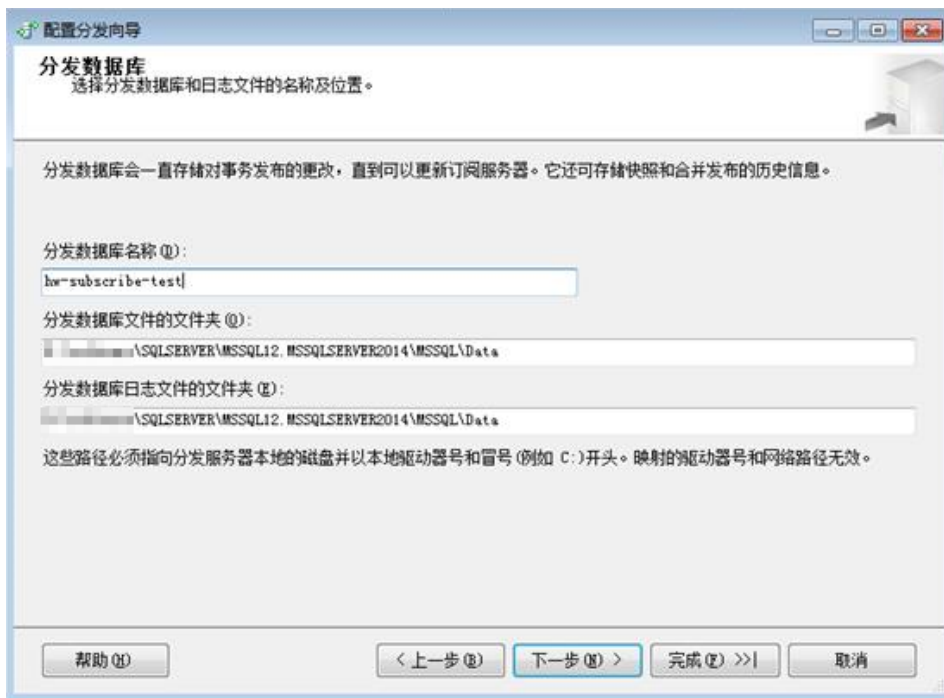 配置分发向导
分发数据库
选择分发数据库和日志文件的名称及位置。
分发数据库会一直存储对事务发布的更改，直到可以更新订阅服务器。它还可存储快照和合并发布的历史信息。
分发数据库名称(D):
hw-subscribe-test
分发数据库文件的文件夹(O):
\SQLSERVER\MSSQL12.MSSQLSERVER2014\MSSQL\Data
分发数据库日志文件的文件夹(E):
\SQLSERVER\MSSQL12.MSSQLSERVER2014\MSSQL\Data
这些路径必须指向分发服务器本地的磁盘并以本地驱动器号和冒号(例如 C:)开头。映射的驱动器号和网络路径无效。
帮助(H)
< 上一步(B)
下一步(N) >
完成(F) >>|
取消